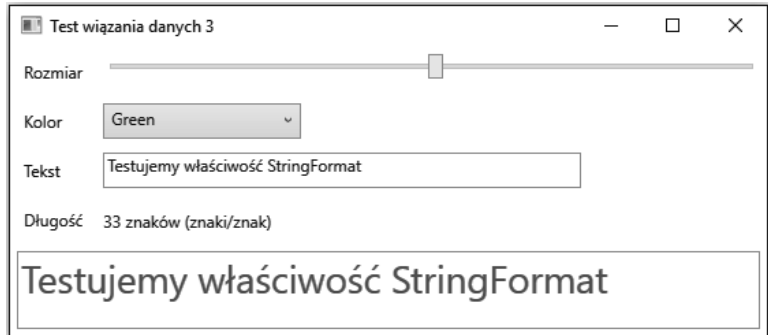 Test wiązania danych 3
Rozmiar
Kolor Green
Tekst Testujemy właściwość StringFormat
Długość 33 znaków (znaki/znak)
Testujemy właściwość StringFormat